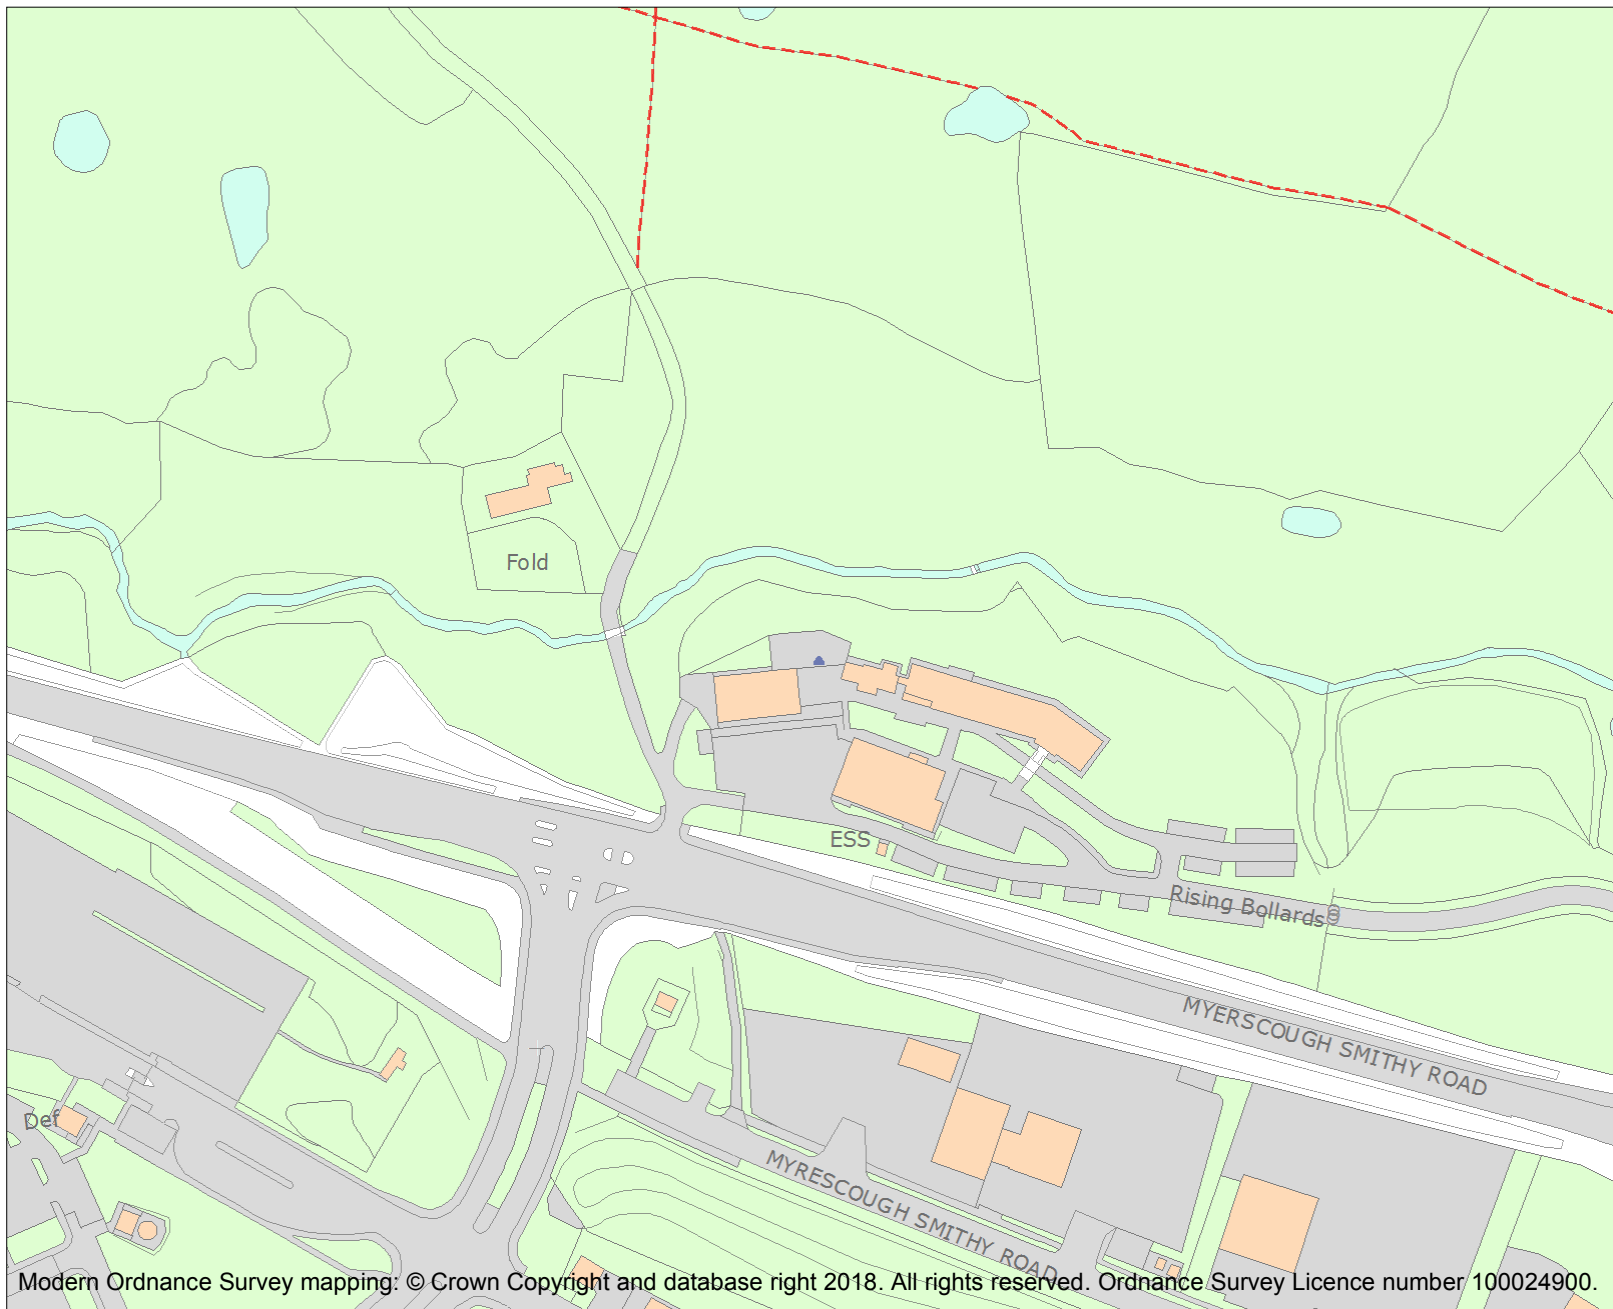 Fold
ESS
Rising Bollards
MYERSCOUGH SMITHY ROAD
Def
MYRESCOUGH SMITHY ROAD
Modern Ordnance Survey mapping: © Crown Copyright and database right 2018. All rights reserved. Ordnance Survey Licence number 100024900.